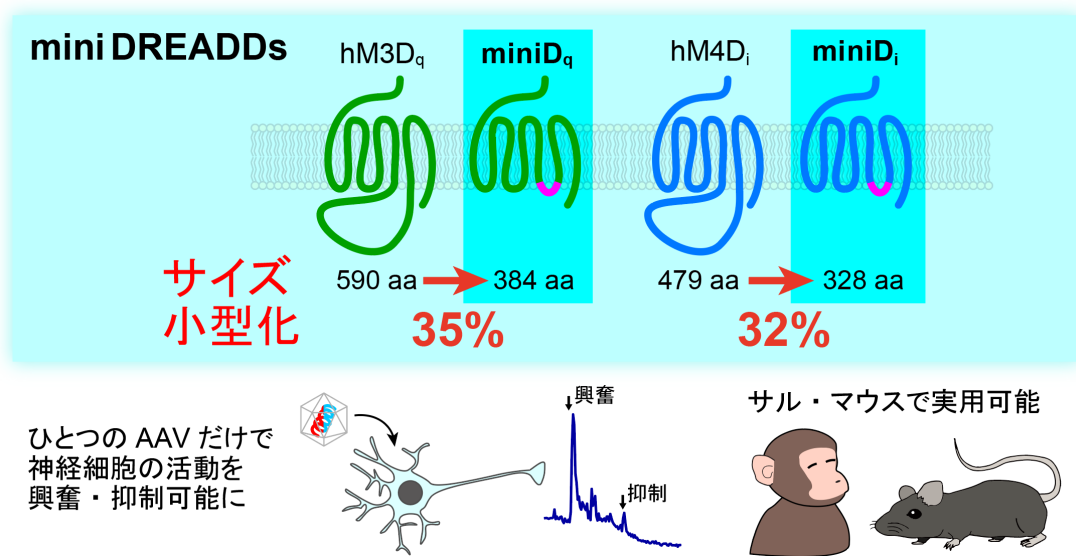 mini DREADDs
hM3Dq
miniDq
hM4Di
miniDi
サイズ
小型化
590 aa
384 aa
479 aa
328 aa
35%
32%
ひとつの AAV だけで
神経細胞の活動を
興奮・抑制可能に
興奮
抑制
サル・マウスで実用可能